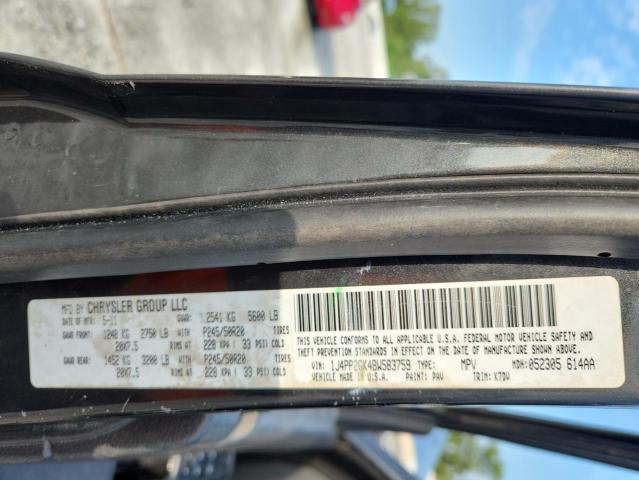 MFD BY CHRYSLER GROUP LLC
DATE OF MFR 5-11 GVWR: 2541 KG 5600 LB
GAWR FRONT: 1248 KG 2750 LB WITH P245/50R20 TIRES
20X7.5 RIMS AT 228 KPA ( 33 PSI) COLD
GAWR REAR: 1452 KG 3200 LB WITH P245/50R20 TIRES
20X7.5 RIMS AT 228 KPA ( 33 PSI) COLD
THIS VEHICLE CONFORMS TO ALL APPLICABLE U.S.A. FEDERAL MOTOR VEHICLE SAFETY AND
THEFT PREVENTION STANDARDS IN EFFECT ON THE DATE OF MANUFACTURE SHOWN ABOVE.
VIN: 1J4PP2GK4BW583759 TYPE: MPV MDH: 052305 614AA
MADE IN U.S.A. PAINT: PAV TRIM: K7DV